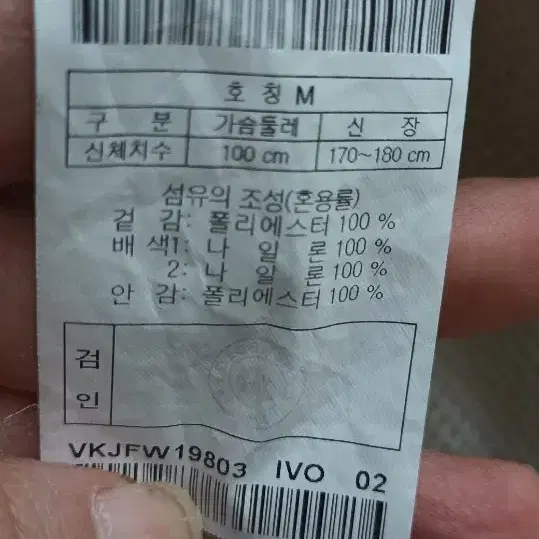 호 칭 M
구 분 가슴둘레 신 장
신체치수 100 cm 170~180 cm
섬유의 조성(혼용률)
겉 감: 폴리에스터 100 %
배 색1: 나 일 론 100 %
2: 나 일 론 100 %
안 감: 폴리에스터 100 %
검
인
VKJFW19803 IVO 02